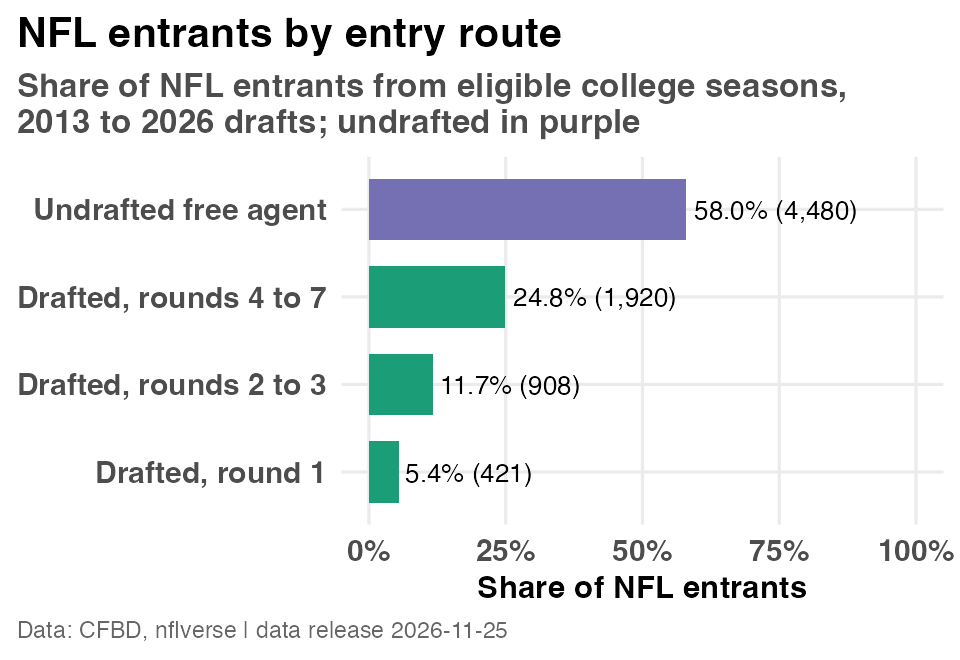 NFL entrants by entry route
Share of NFL entrants from eligible college seasons,
2013 to 2026 drafts; undrafted in purple
Undrafted free agent
58.0% (4,480)
Drafted, rounds 4 to 7
24.8% (1,920)
Drafted, rounds 2 to 3
11.7% (908)
Drafted, round 1
5.4% (421)
0% 25% 50% 75% 100%
Share of NFL entrants
Data: CFBD, nflverse | data release 2026-11-25